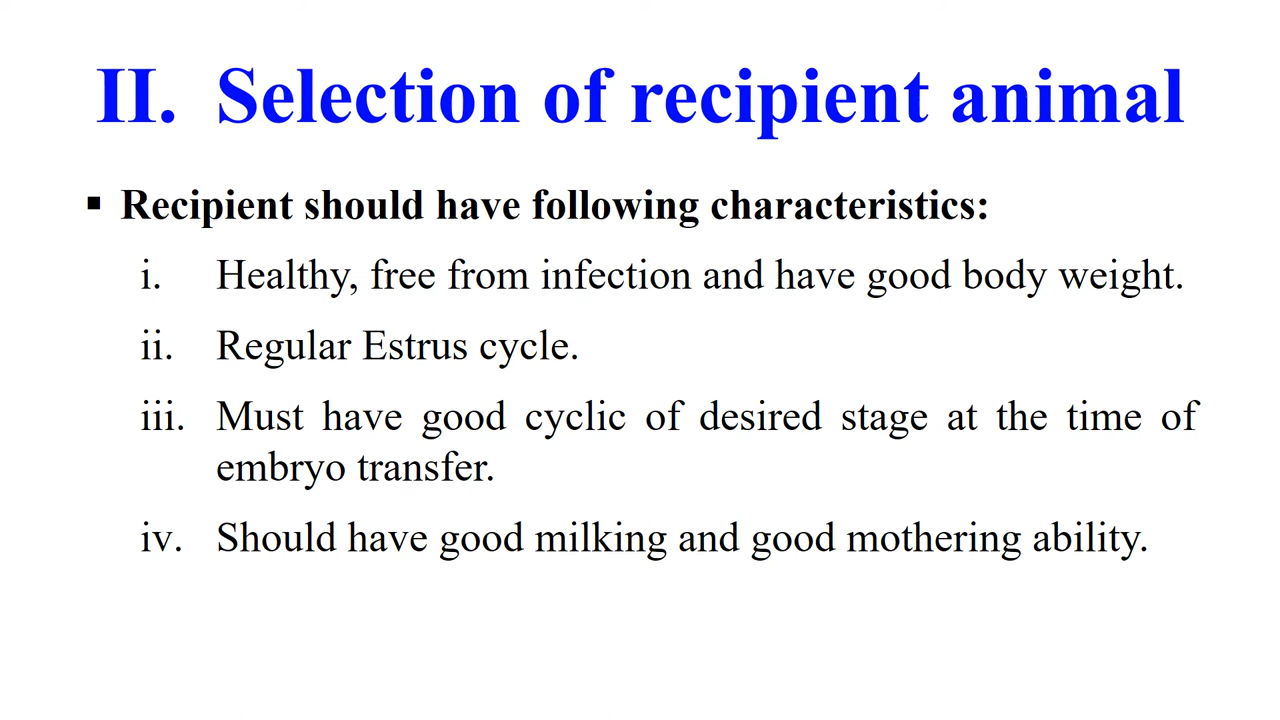 II. Selection of recipient animal
▪ Recipient should have following characteristics:
i. Healthy, free from infection and have good body weight.
ii. Regular Estrus cycle.
iii. Must have good cyclic of desired stage at the time of
embryo transfer.
iv. Should have good milking and good mothering ability.